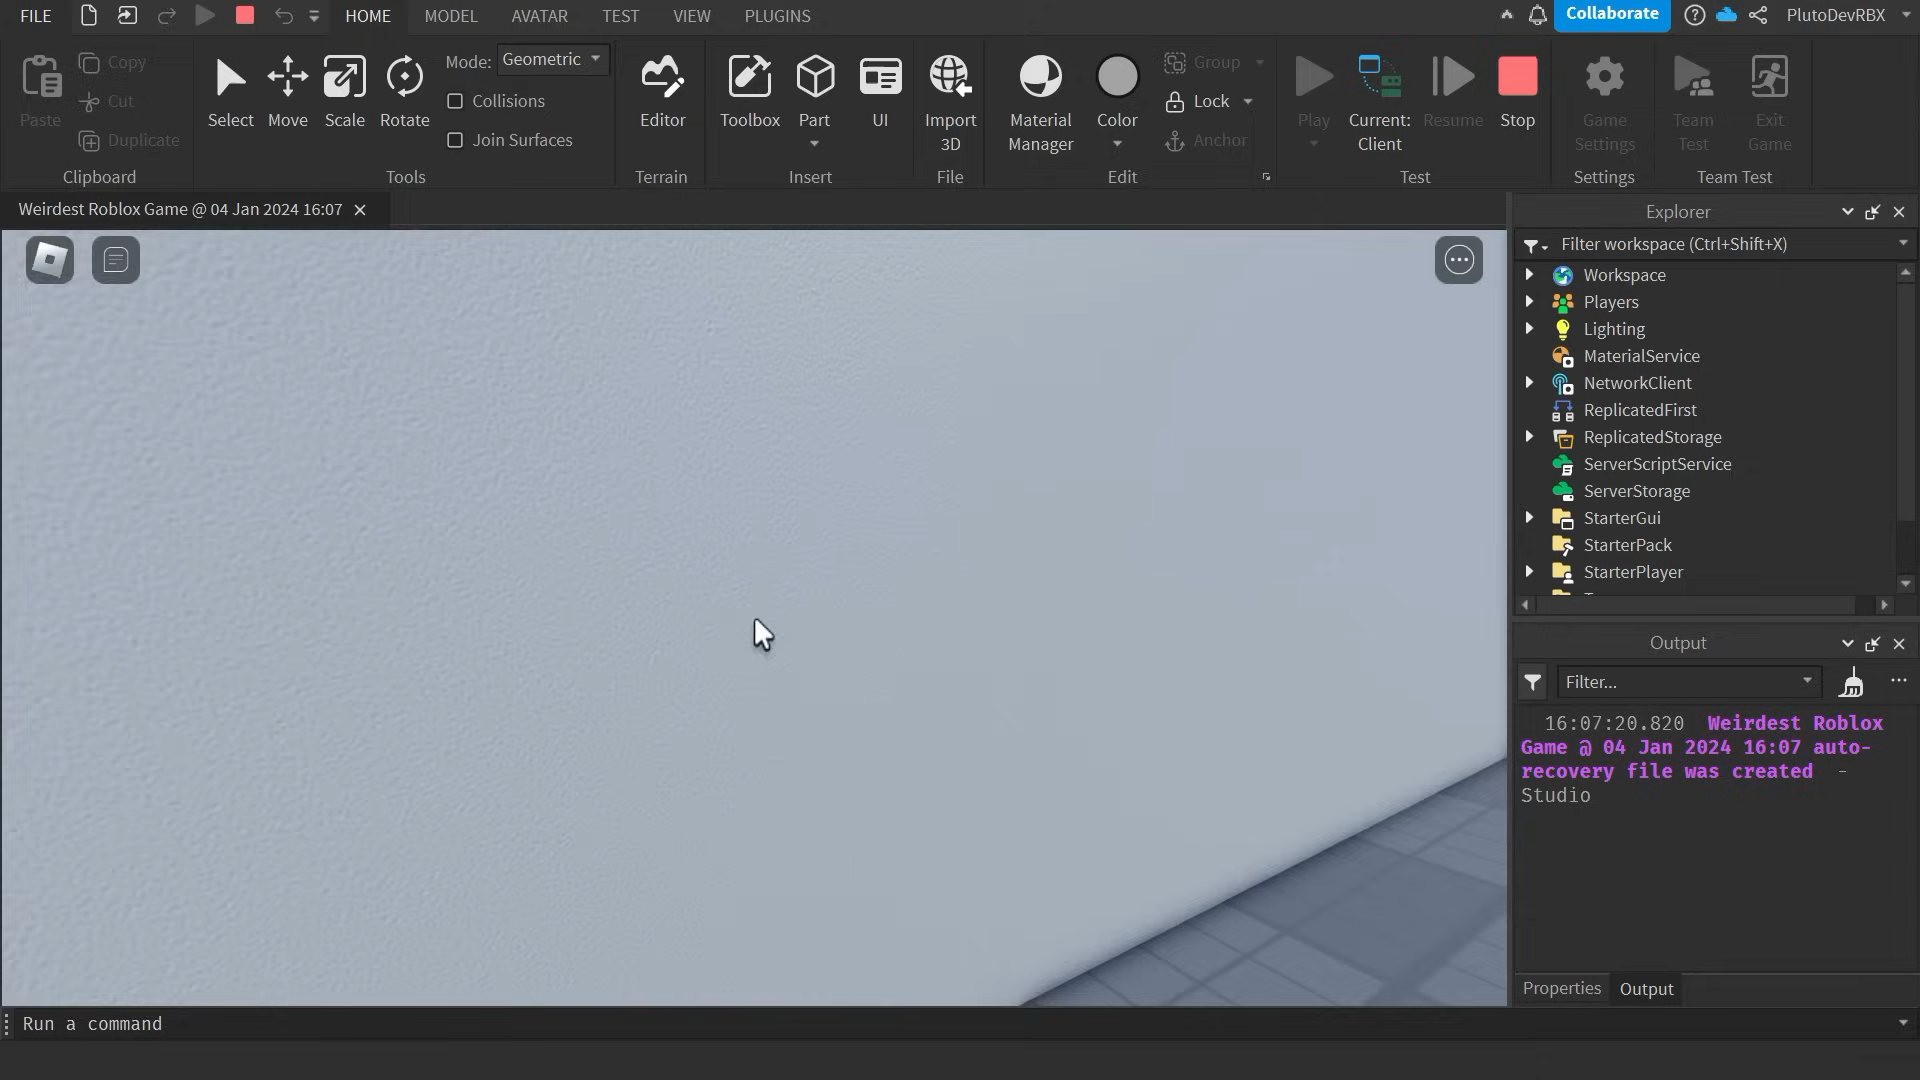 FILE HOME MODEL AVATAR TEST VIEW PLUGINS Collaborate PlutoDevRBX
Paste
Copy
Cut
Duplicate
Clipboard
Select Move Scale Rotate
Mode: Geometric
Collisions
Join Surfaces
Tools
Editor
Terrain
Toolbox Part UI
Insert
Import
3D
File
Material
Manager
Color
Group
Lock
Anchor
Edit
Play
Current:
Client
Resume Stop
Test
Game
Settings
Settings
Team
Test
Exit
Game
Team Test
Weirdest Roblox Game @ 04 Jan 2024 16:07
Explorer
Filter workspace (Ctrl+Shift+X)
Workspace
Players
Lighting
MaterialService
NetworkClient
ReplicatedFirst
ReplicatedStorage
ServerScriptService
ServerStorage
StarterGui
StarterPack
StarterPlayer
Output
Filter...
16:07:20.820 Weirdest Roblox
Game @ 04 Jan 2024 16:07 auto-
recovery file was created -
Studio
Properties Output
Run a command